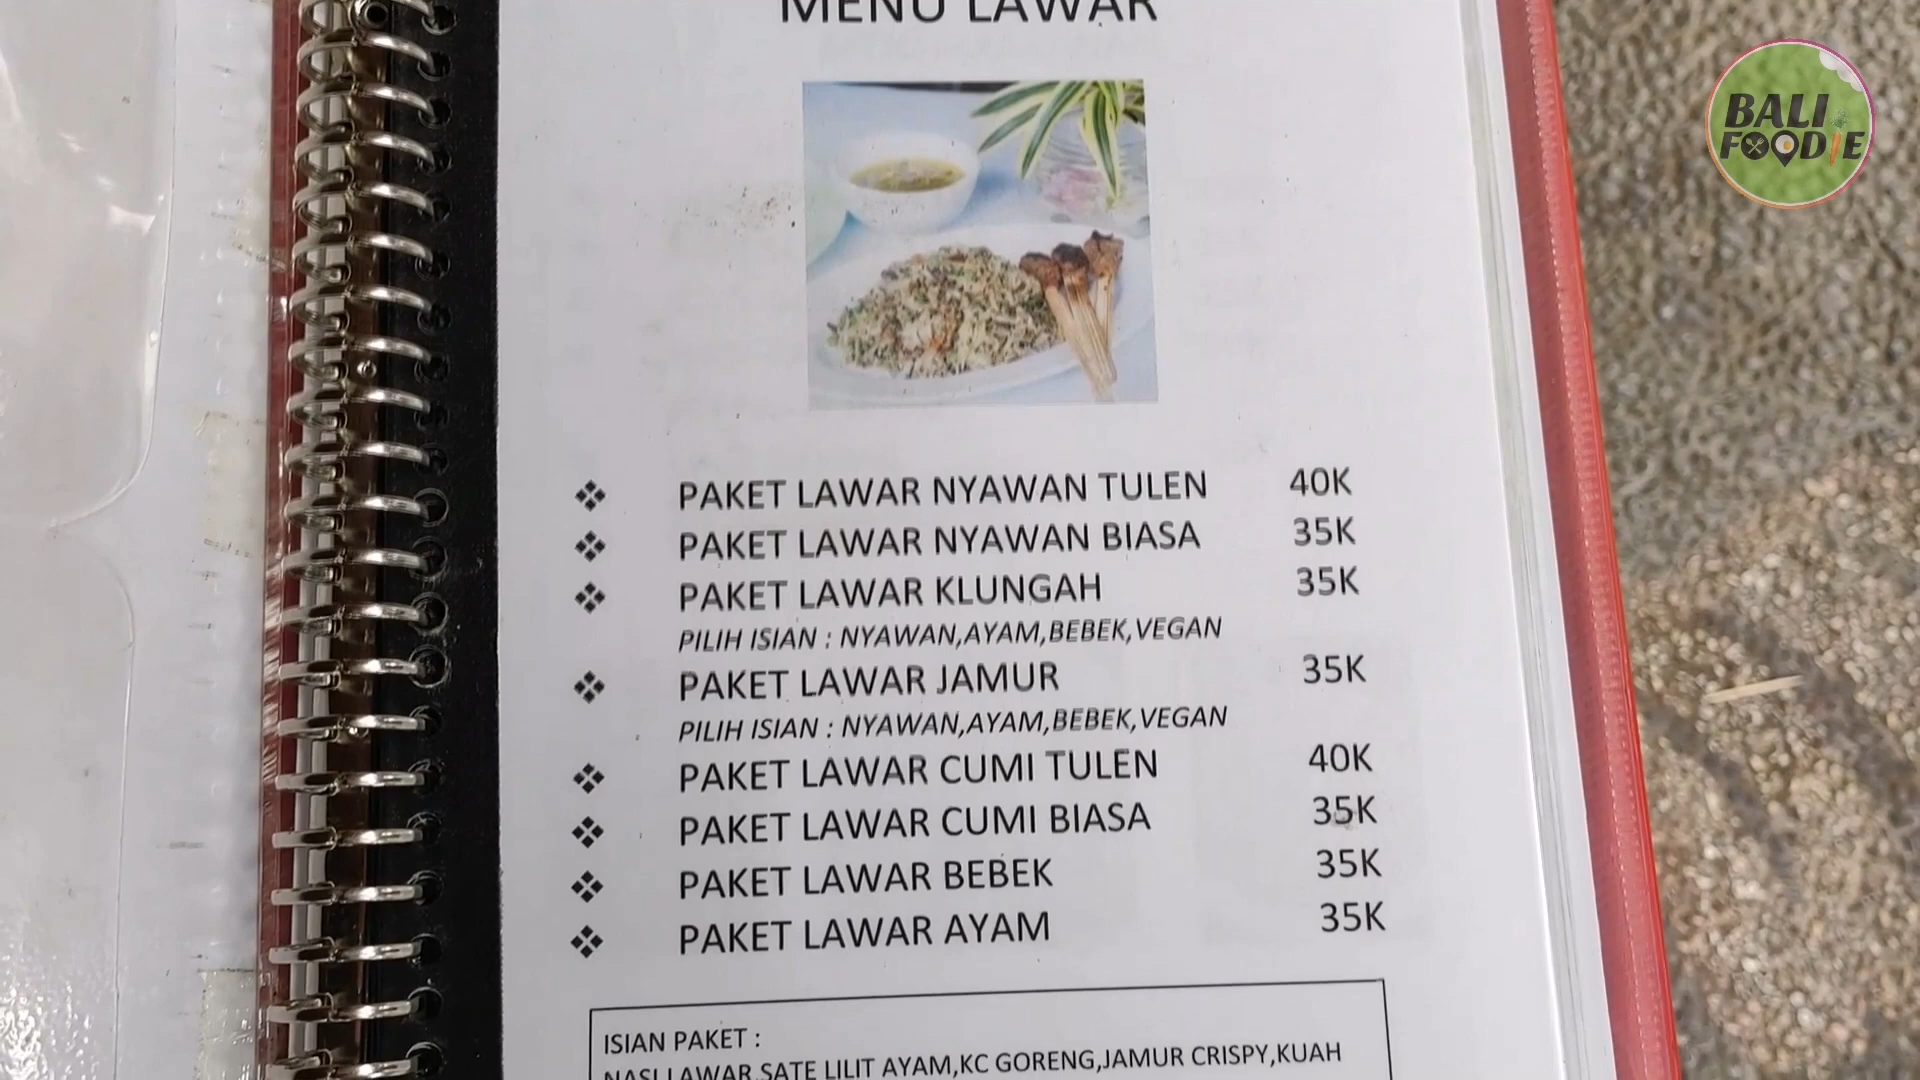 MENU LAWAR
BALI
FOODIE
PAKET LAWAR NYAWAN TULEN 40K
PAKET LAWAR NYAWAN BIASA 35K
PAKET LAWAR KLUNGAH 35K
PILIH ISIAN : NYAWAN,AYAM,BEBEK,VEGAN
PAKET LAWAR JAMUR 35K
PILIH ISIAN : NYAWAN,AYAM,BEBEK,VEGAN
PAKET LAWAR CUMI TULEN 40K
PAKET LAWAR CUMI BIASA 35K
PAKET LAWAR BEBEK 35K
PAKET LAWAR AYAM 35K
ISIAN PAKET :
NASI LAWAR,SATE LILIT AYAM,KC GORENG,JAMUR CRISPY,KUAH